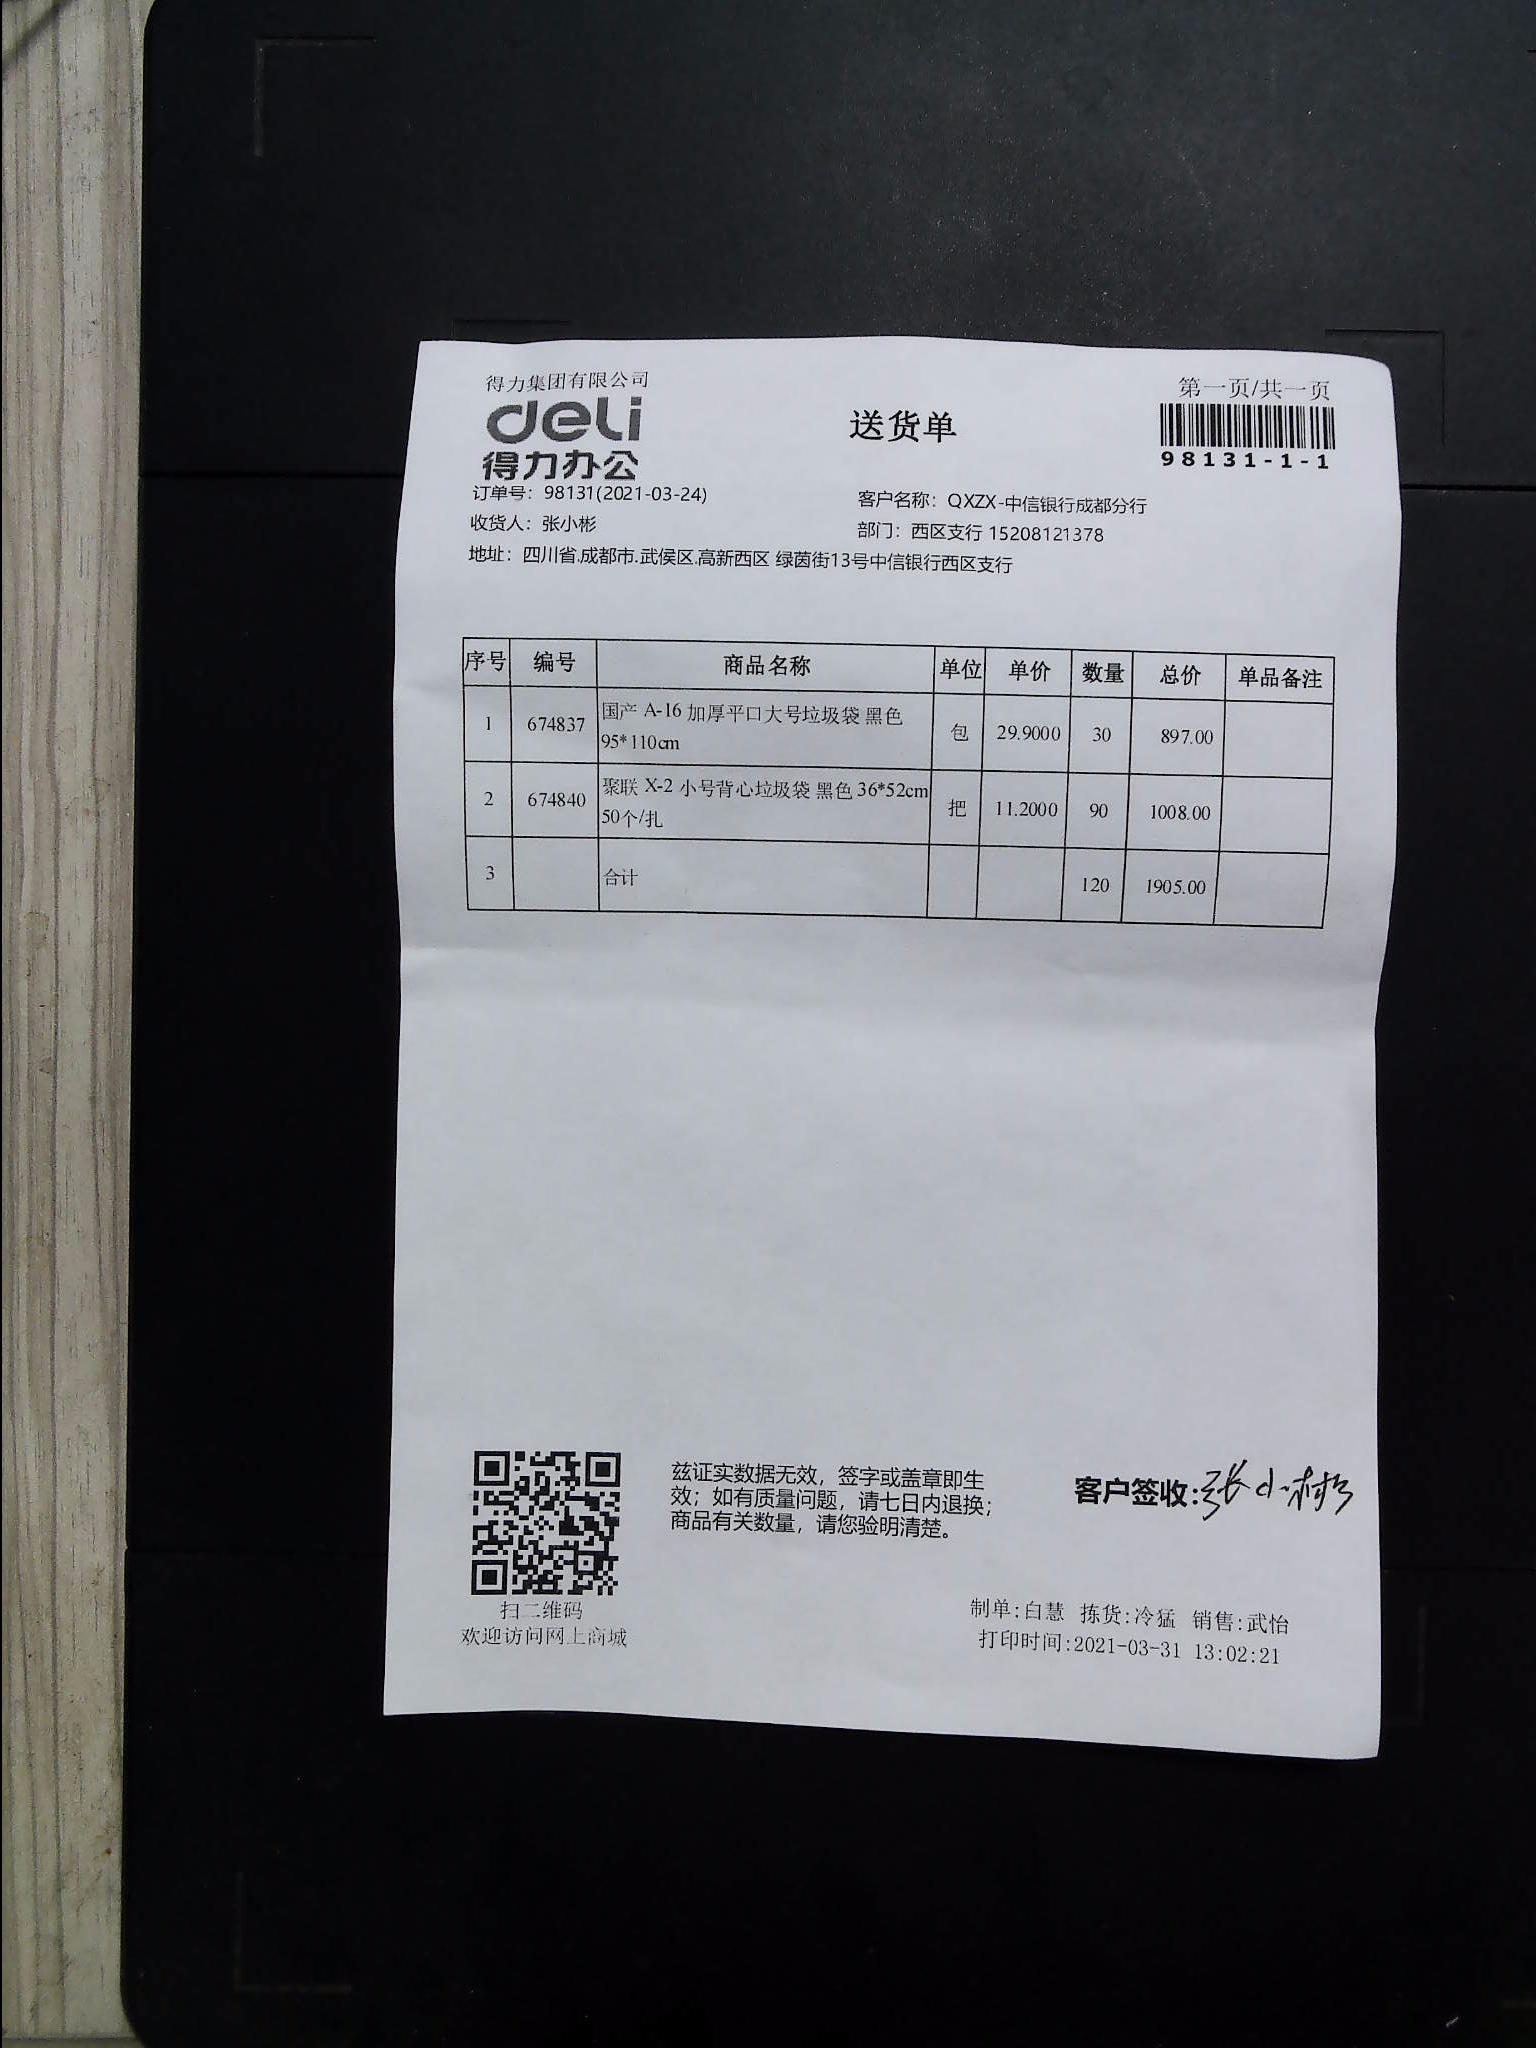 得力集团有限公司
deli
得力办公
送货单
第一页/共一页
98131-1-1
订单号：98131(2021-03-24)
客户名称：QXZX-中信银行成都分行
收货人：张小彬
部门：西区支行 15208121378
地址：四川省.成都市.武侯区.高新西区 绿茵街13号中信银行西区支行
序号 编号 商品名称 单位 单价 数量 总价 单品备注
1 674837 国产 A-16 加厚平口大号垃圾袋 黑色 包 29.9000 30 897.00
95*110cm
2 674840 聚联 X-2 小号背心垃圾袋 黑色 36*52cm 把 11.2000 90 1008.00
50个/扎
3 合计 120 1905.00
兹证实数据无效，签字或盖章即生
效；如有质量问题，请七日内退换；
商品有关数量，请您验明清楚。
客户签收:张小彬
扫二维码
欢迎访问网上商城
制单:白慧 拣货:冷猛 销售:武怡
打印时间:2021-03-31 13:02:21